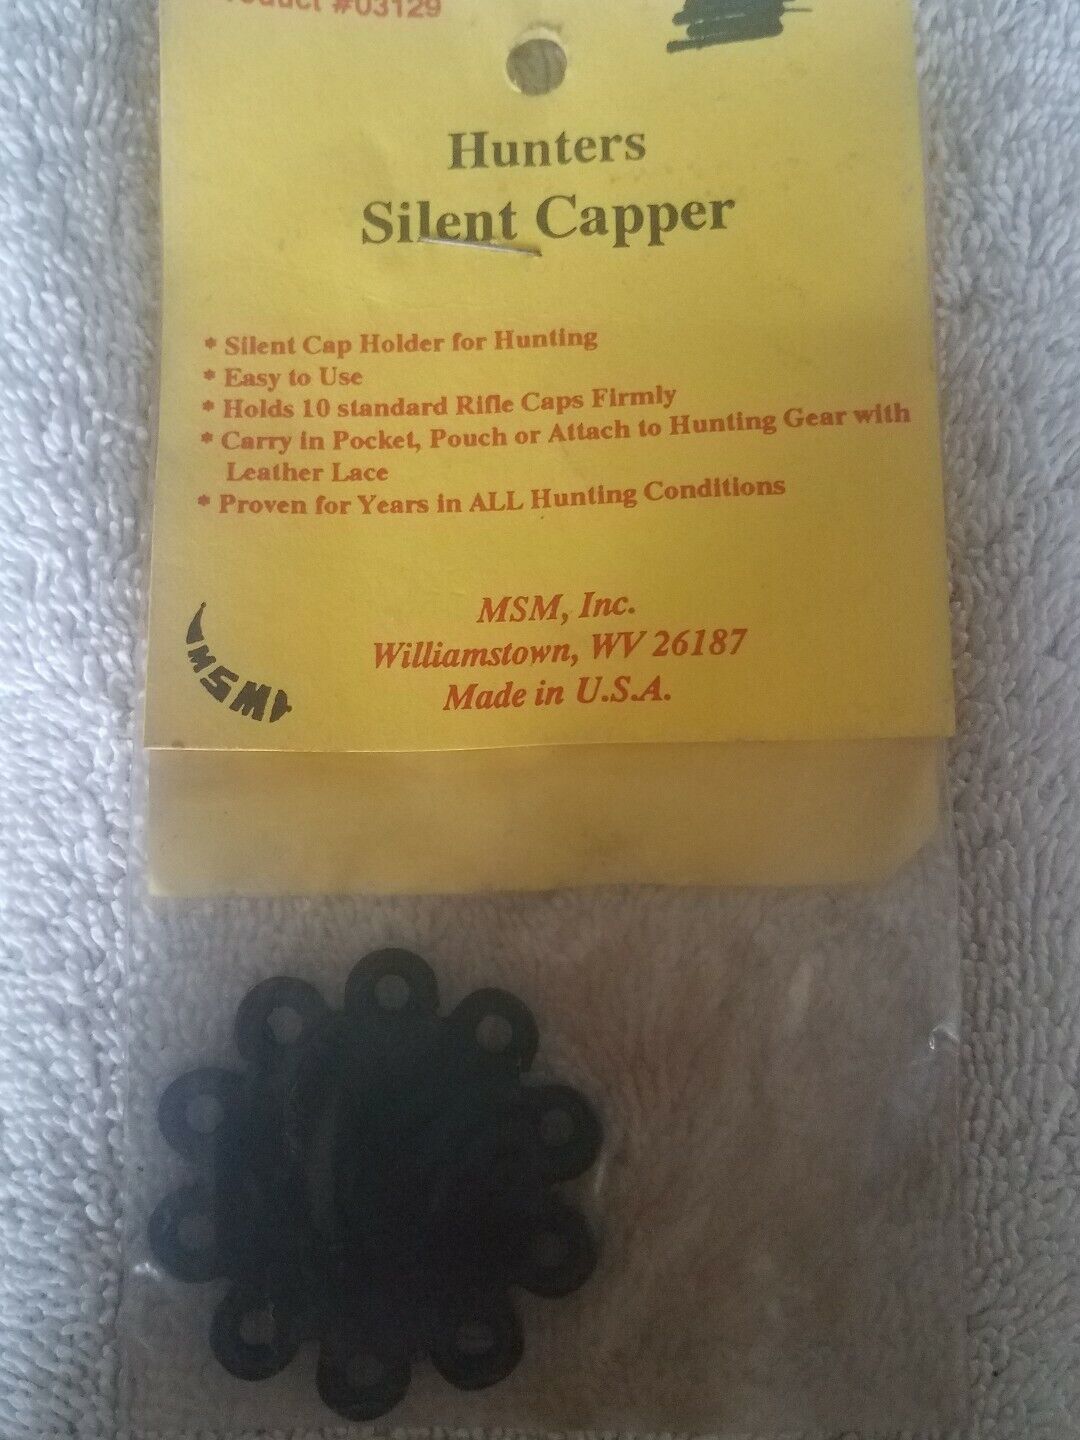 Product #03129
Hunters
Silent Capper
* Silent Cap Holder for Hunting
* Easy to Use
* Holds 10 standard Rifle Caps Firmly
* Carry in Pocket, Pouch or Attach to Hunting Gear with
Leather Lace
* Proven for Years in ALL Hunting Conditions
MSM, Inc.
Williamstown, WV 26187
Made in U.S.A.
MSM